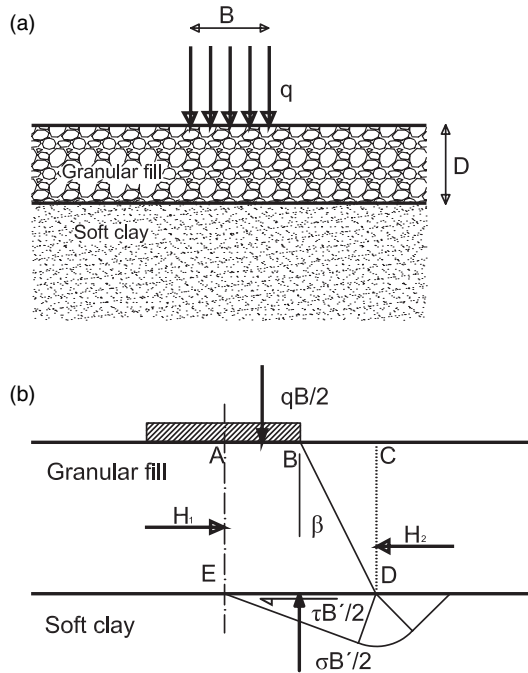 (a)
B
q
Granular fill
D
Soft clay
(b)
qB/2
A
B
C
Granular fill
H₁
β
H₂
E
D
τB′/2
Soft clay
σB′/2